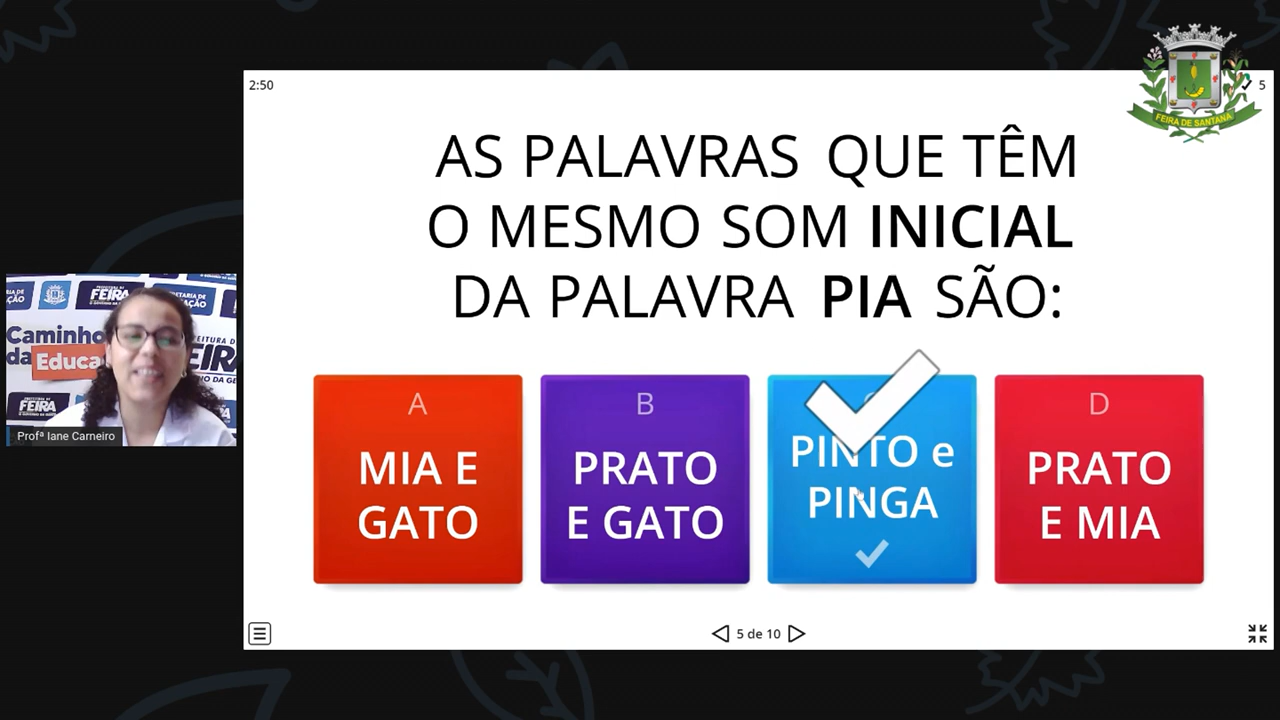 2:50
5
FEIRA DE SANTANA
AS PALAVRAS QUE TÊM
O MESMO SOM INICIAL
DA PALAVRA PIA SÃO:
A
MIA E
GATO
B
PRATO
E GATO
PINTO e
PINGA
D
PRATO
E MIA
5 de 10
FEIRA
Caminho
da Educa
FEIRA
Profª Iane Carneiro